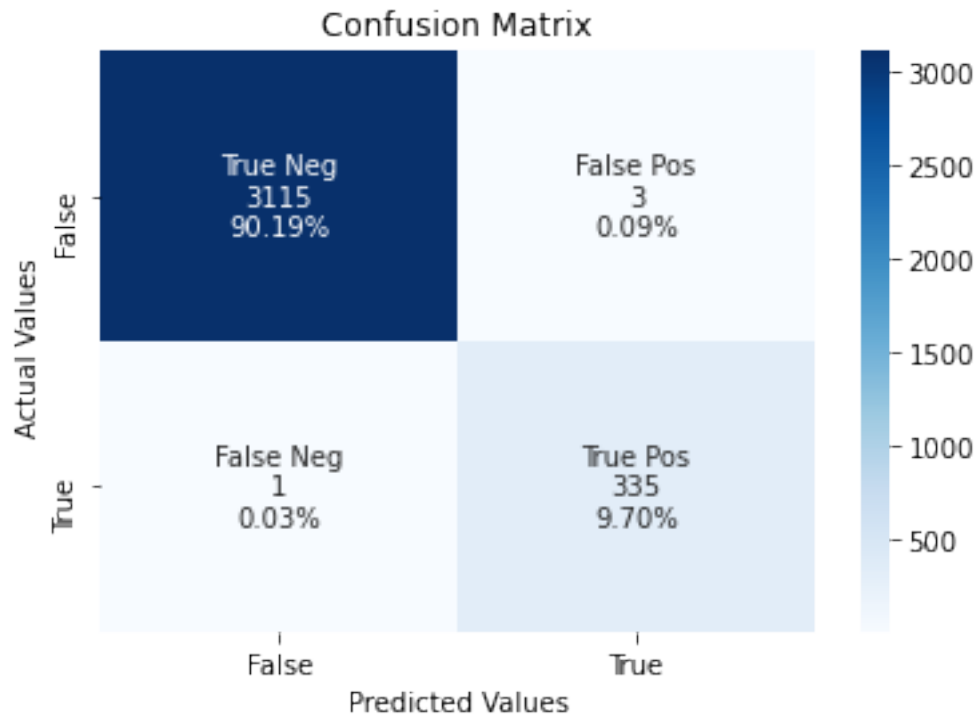 Confusion Matrix
True Neg
3115
90.19%
False Pos
3
0.09%
False Neg
1
0.03%
True Pos
335
9.70%
Actual Values
False
True
False
True
Predicted Values
3000
2500
2000
1500
1000
500